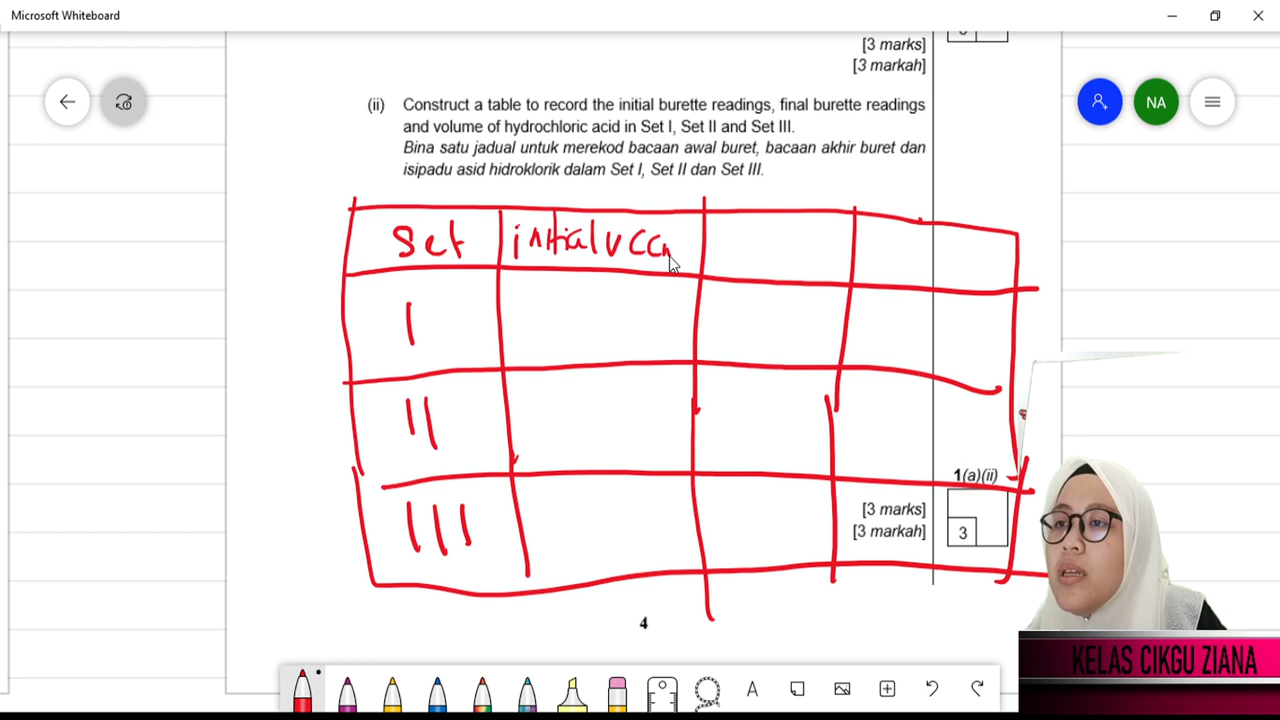 Microsoft Whiteboard
[3 marks]
[3 markah]
NA
(ii) Construct a table to record the initial burette readings, final burette readings
and volume of hydrochloric acid in Set I, Set II and Set III.
Bina satu jadual untuk merekod bacaan awal buret, bacaan akhir buret dan
isipadu asid hidroklorik dalam Set I, Set II dan Set III.
Set
I
II
III
1(a)(ii)
[3 marks]
[3 markah]
3
4
KELAS CIKGU ZIANA
A